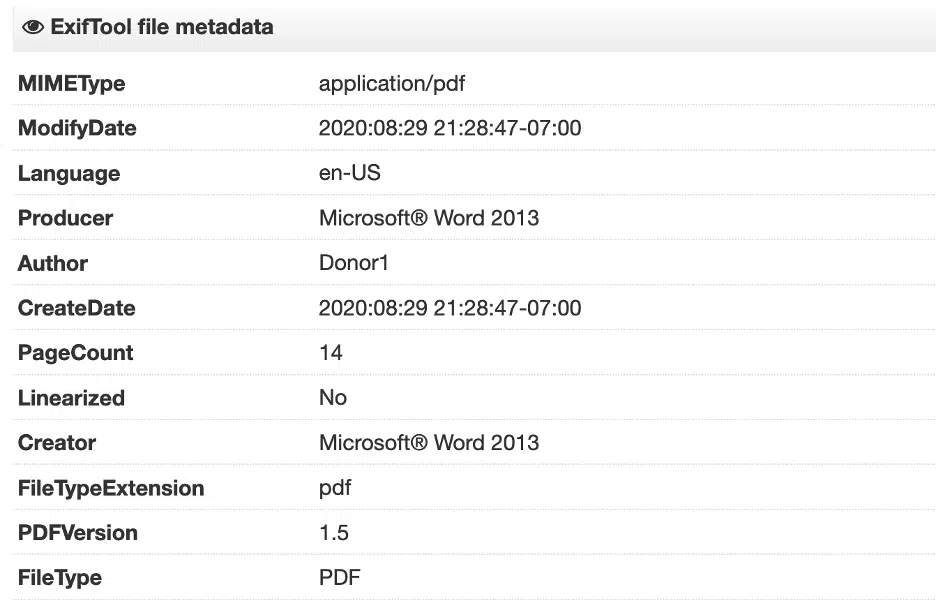 ExifTool file metadata
MIMEType application/pdf
ModifyDate 2020:08:29 21:28:47-07:00
Language en-US
Producer Microsoft® Word 2013
Author Donor1
CreateDate 2020:08:29 21:28:47-07:00
PageCount 14
Linearized No
Creator Microsoft® Word 2013
FileTypeExtension pdf
PDFVersion 1.5
FileType PDF